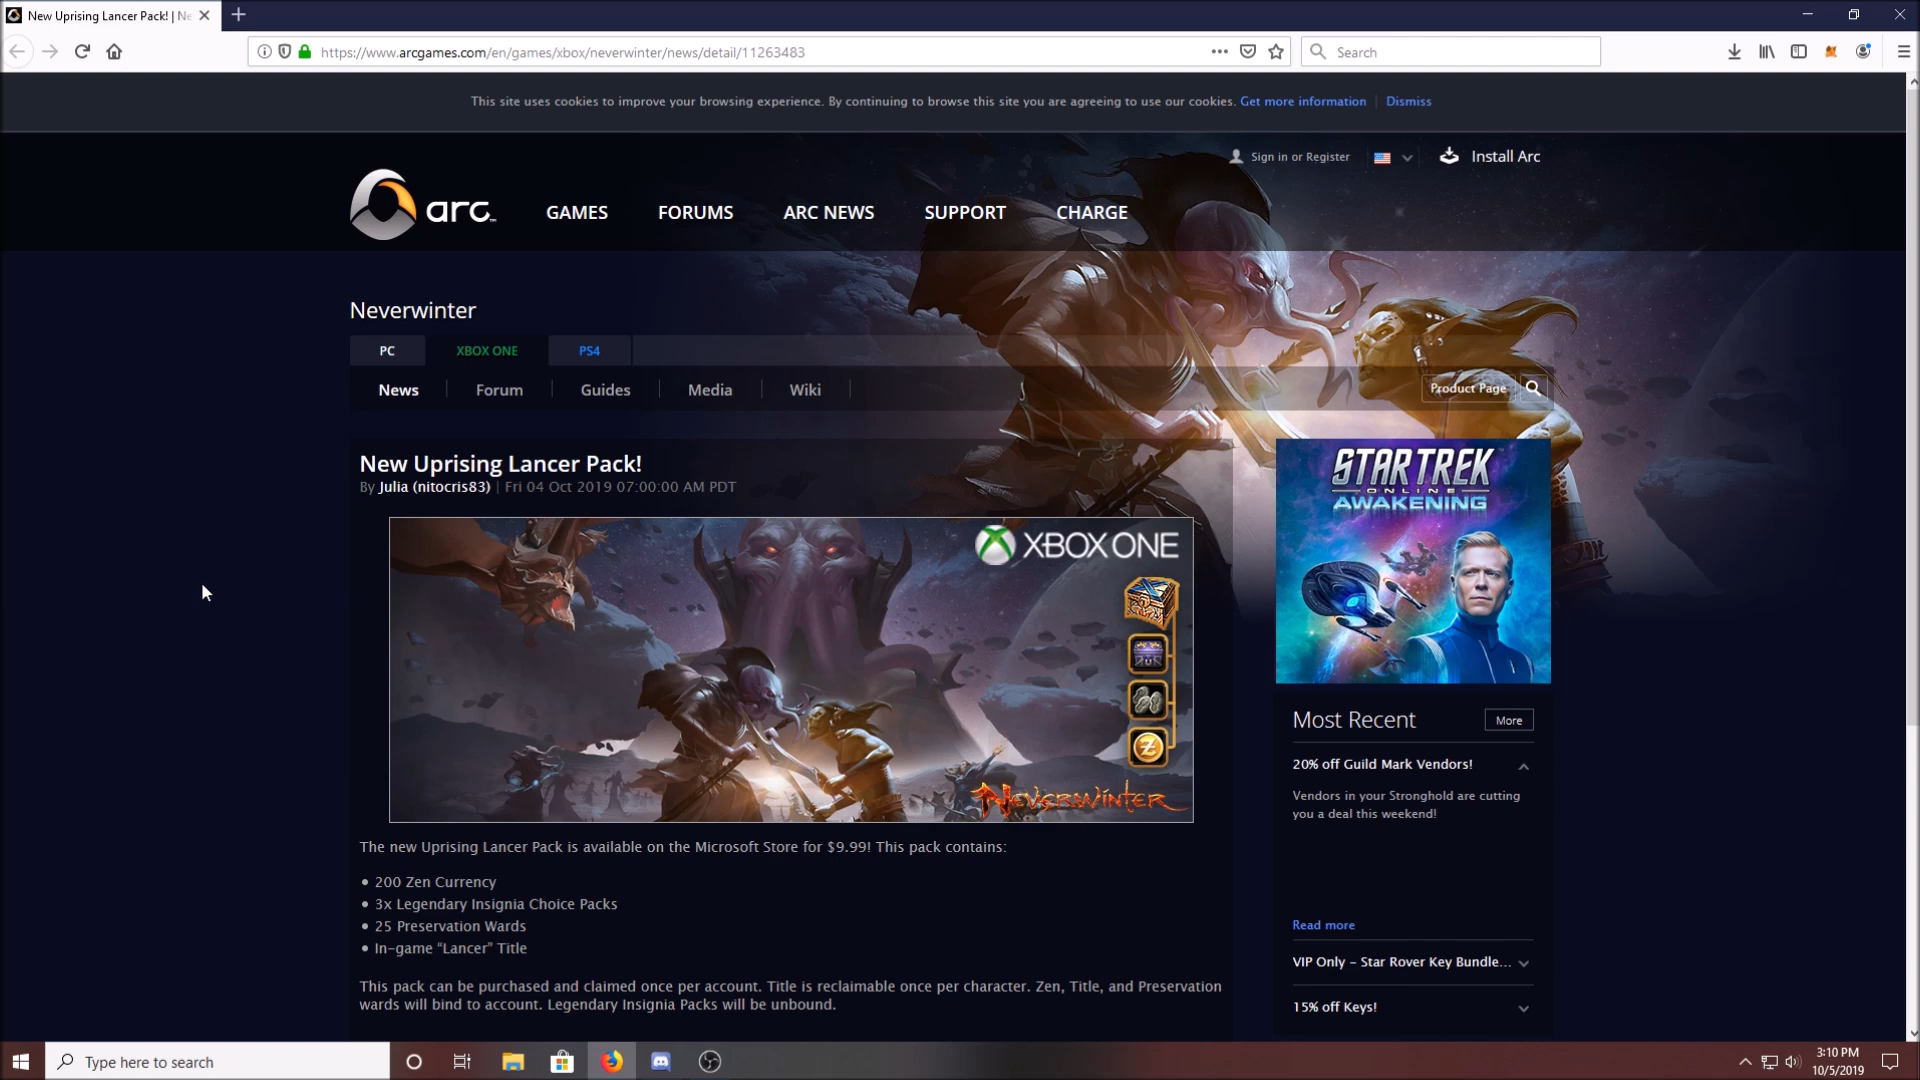 New Uprising Lancer Pack! | Ne
https://www.arcgames.com/en/games/xbox/neverwinter/news/detail/11263483
Search
This site uses cookies to improve your browsing experience. By continuing to browse this site you are agreeing to use our cookies. Get more information | Dismiss
Sign in or Register
Install Arc
arc
GAMES FORUMS ARC NEWS SUPPORT CHARGE
Neverwinter
PC XBOX ONE PS4
News Forum Guides Media Wiki
Product Page
New Uprising Lancer Pack!
By Julia (nitocris83) | Fri 04 Oct 2019 07:00:00 AM PDT
XBOX ONE
NEVERWINTER
The new Uprising Lancer Pack is available on the Microsoft Store for $9.99! This pack contains:
• 200 Zen Currency
• 3x Legendary Insignia Choice Packs
• 25 Preservation Wards
• In-game “Lancer” Title
This pack can be purchased and claimed once per account. Title is reclaimable once per character. Zen, Title, and Preservation
wards will bind to account. Legendary Insignia Packs will be unbound.
STAR TREK
ONLINE
AWAKENING
Most Recent
More
20% off Guild Mark Vendors!
Vendors in your Stronghold are cutting
you a deal this weekend!
Read more
VIP Only – Star Rover Key Bundle...
15% off Keys!
Type here to search
3:10 PM
10/5/2019